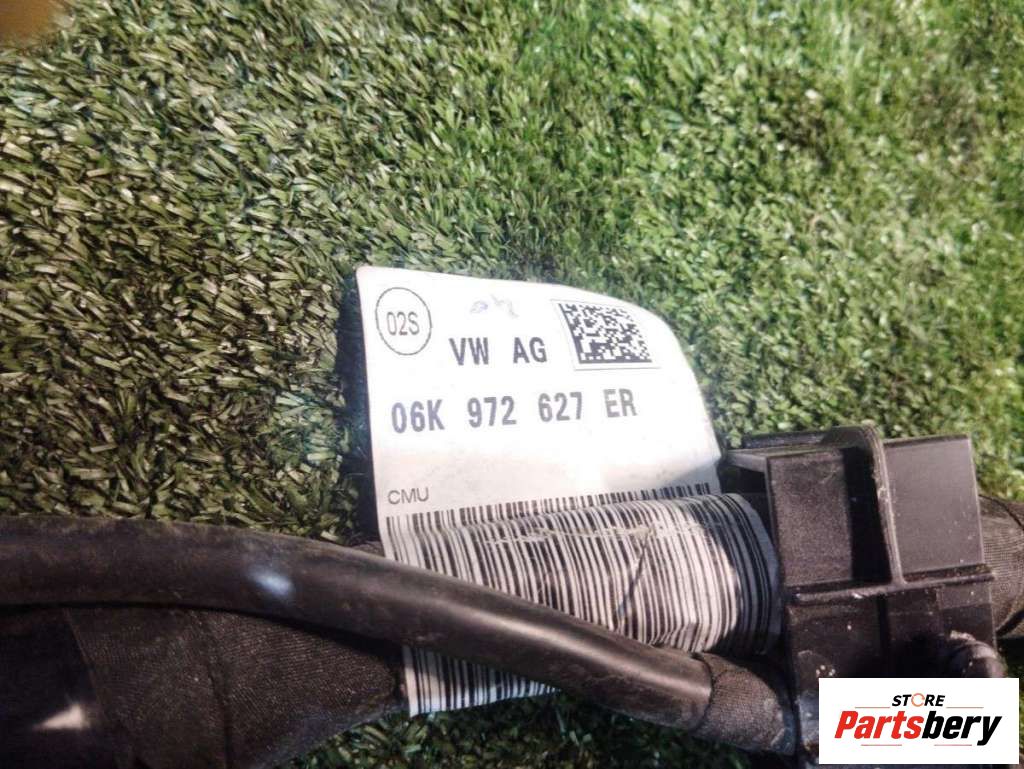 02S
VW AG
06K 972 627 ER
CMU
STORE
Partsbery